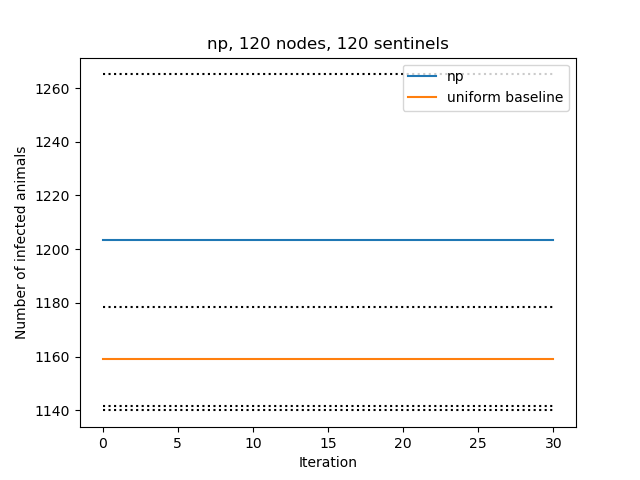 np, 120 nodes, 120 sentinels
np
uniform baseline
Number of infected animals
1260
1240
1220
1200
1180
1160
1140
0 5 10 15 20 25 30
Iteration